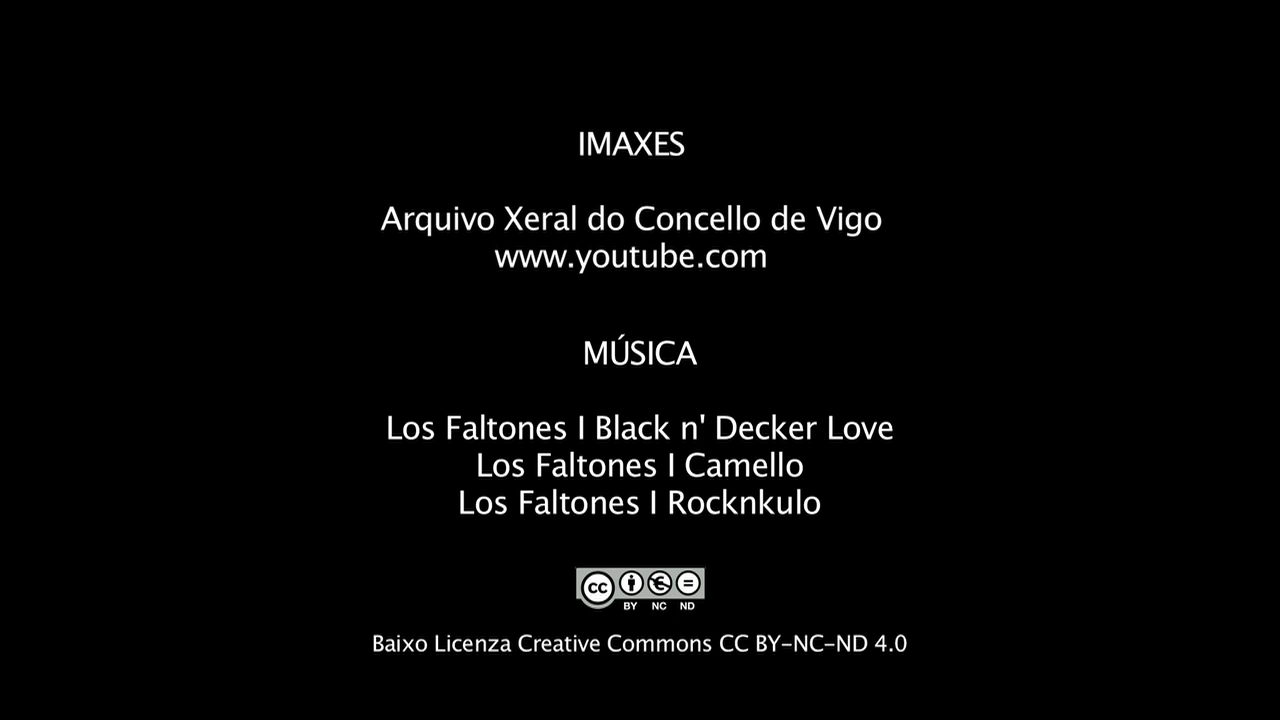 IMAXES
Arquivo Xeral do Concello de Vigo
www.youtube.com
MÚSICA
Los Faltones I Black n' Decker Love
Los Faltones I Camello
Los Faltones I Rocknkulo
cc BY NC ND
Baixo Licenza Creative Commons CC BY-NC-ND 4.0